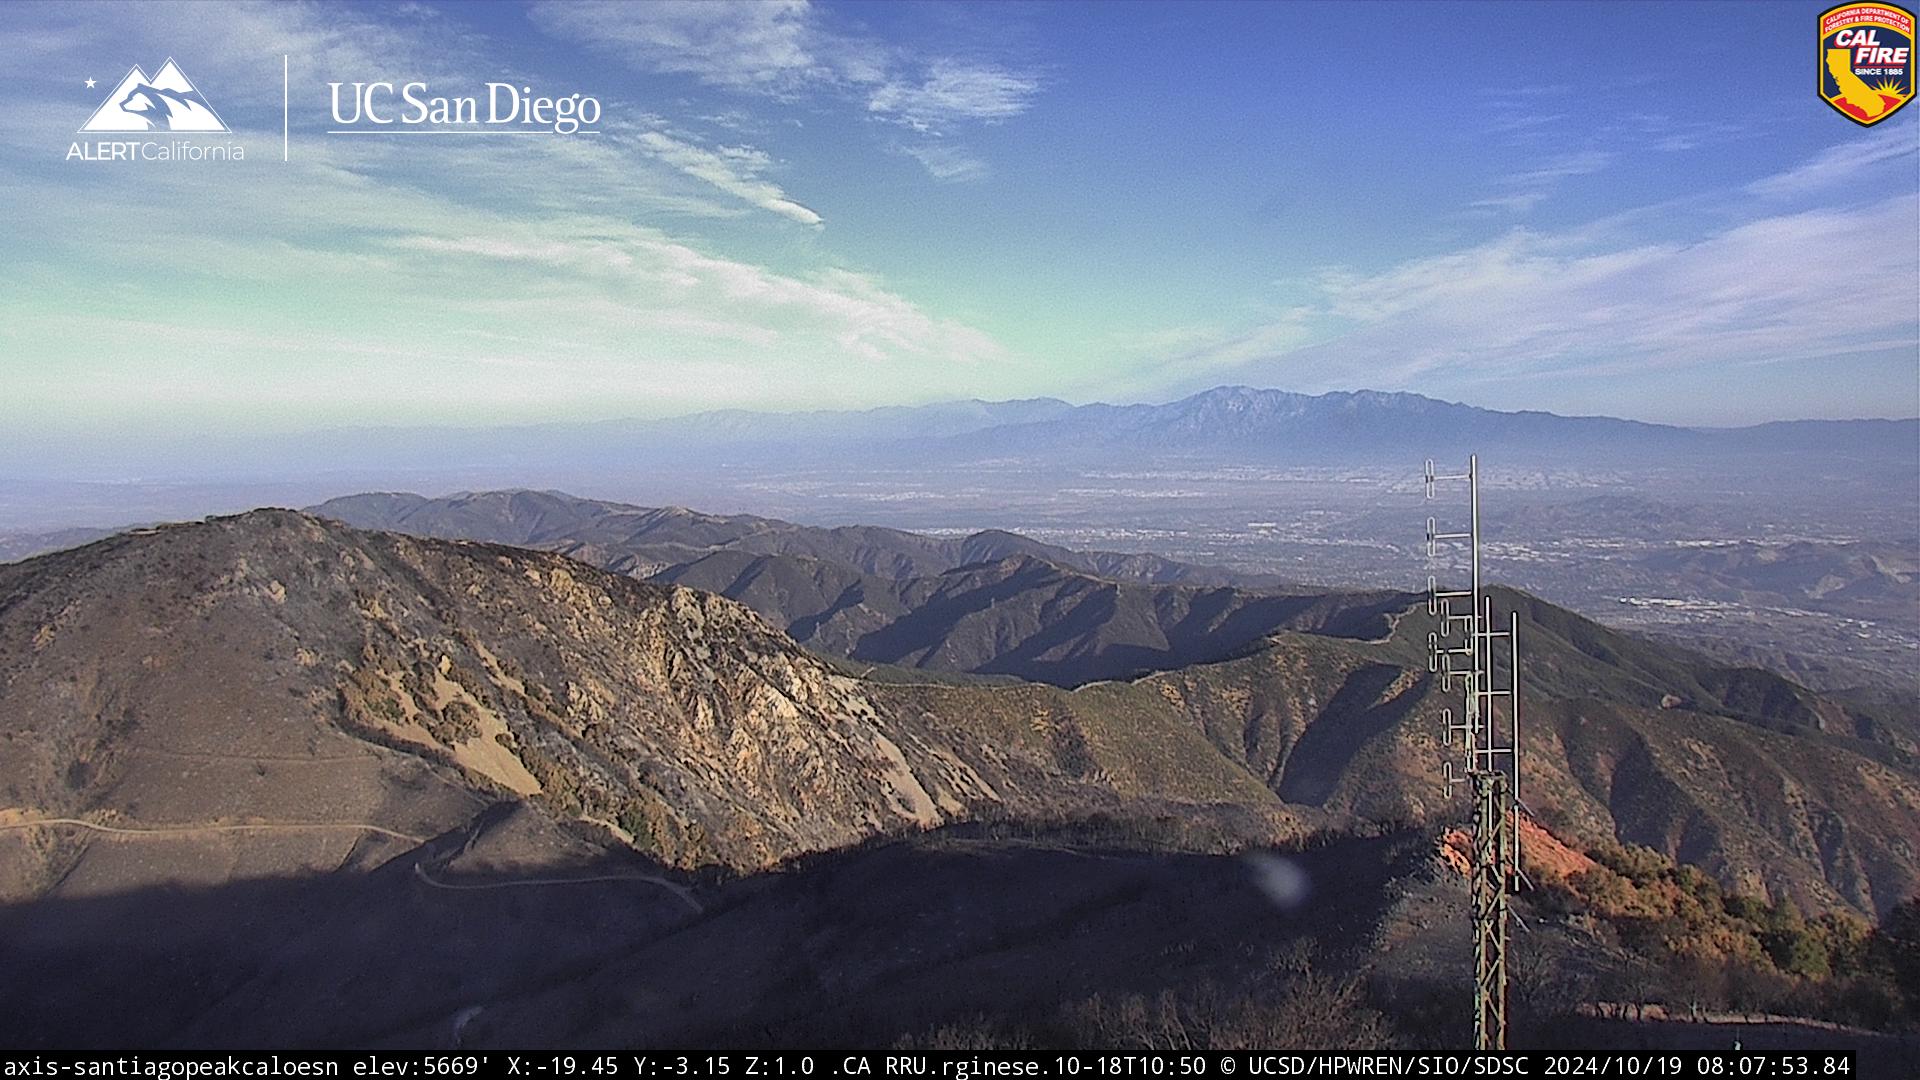 ALERTCalifornia
UC San Diego
CALIFORNIA DEPARTMENT OF
FORESTRY & FIRE PROTECTION
CAL
FIRE
SINCE 1885
axis-santiagopeakcaloesn elev:5669' X:-19.45 Y:-3.15 Z:1.0 .CA RRU.rginese.10-18T10:50 © UCSD/HPWREN/SIO/SDSC 2024/10/19 08:07:53.84